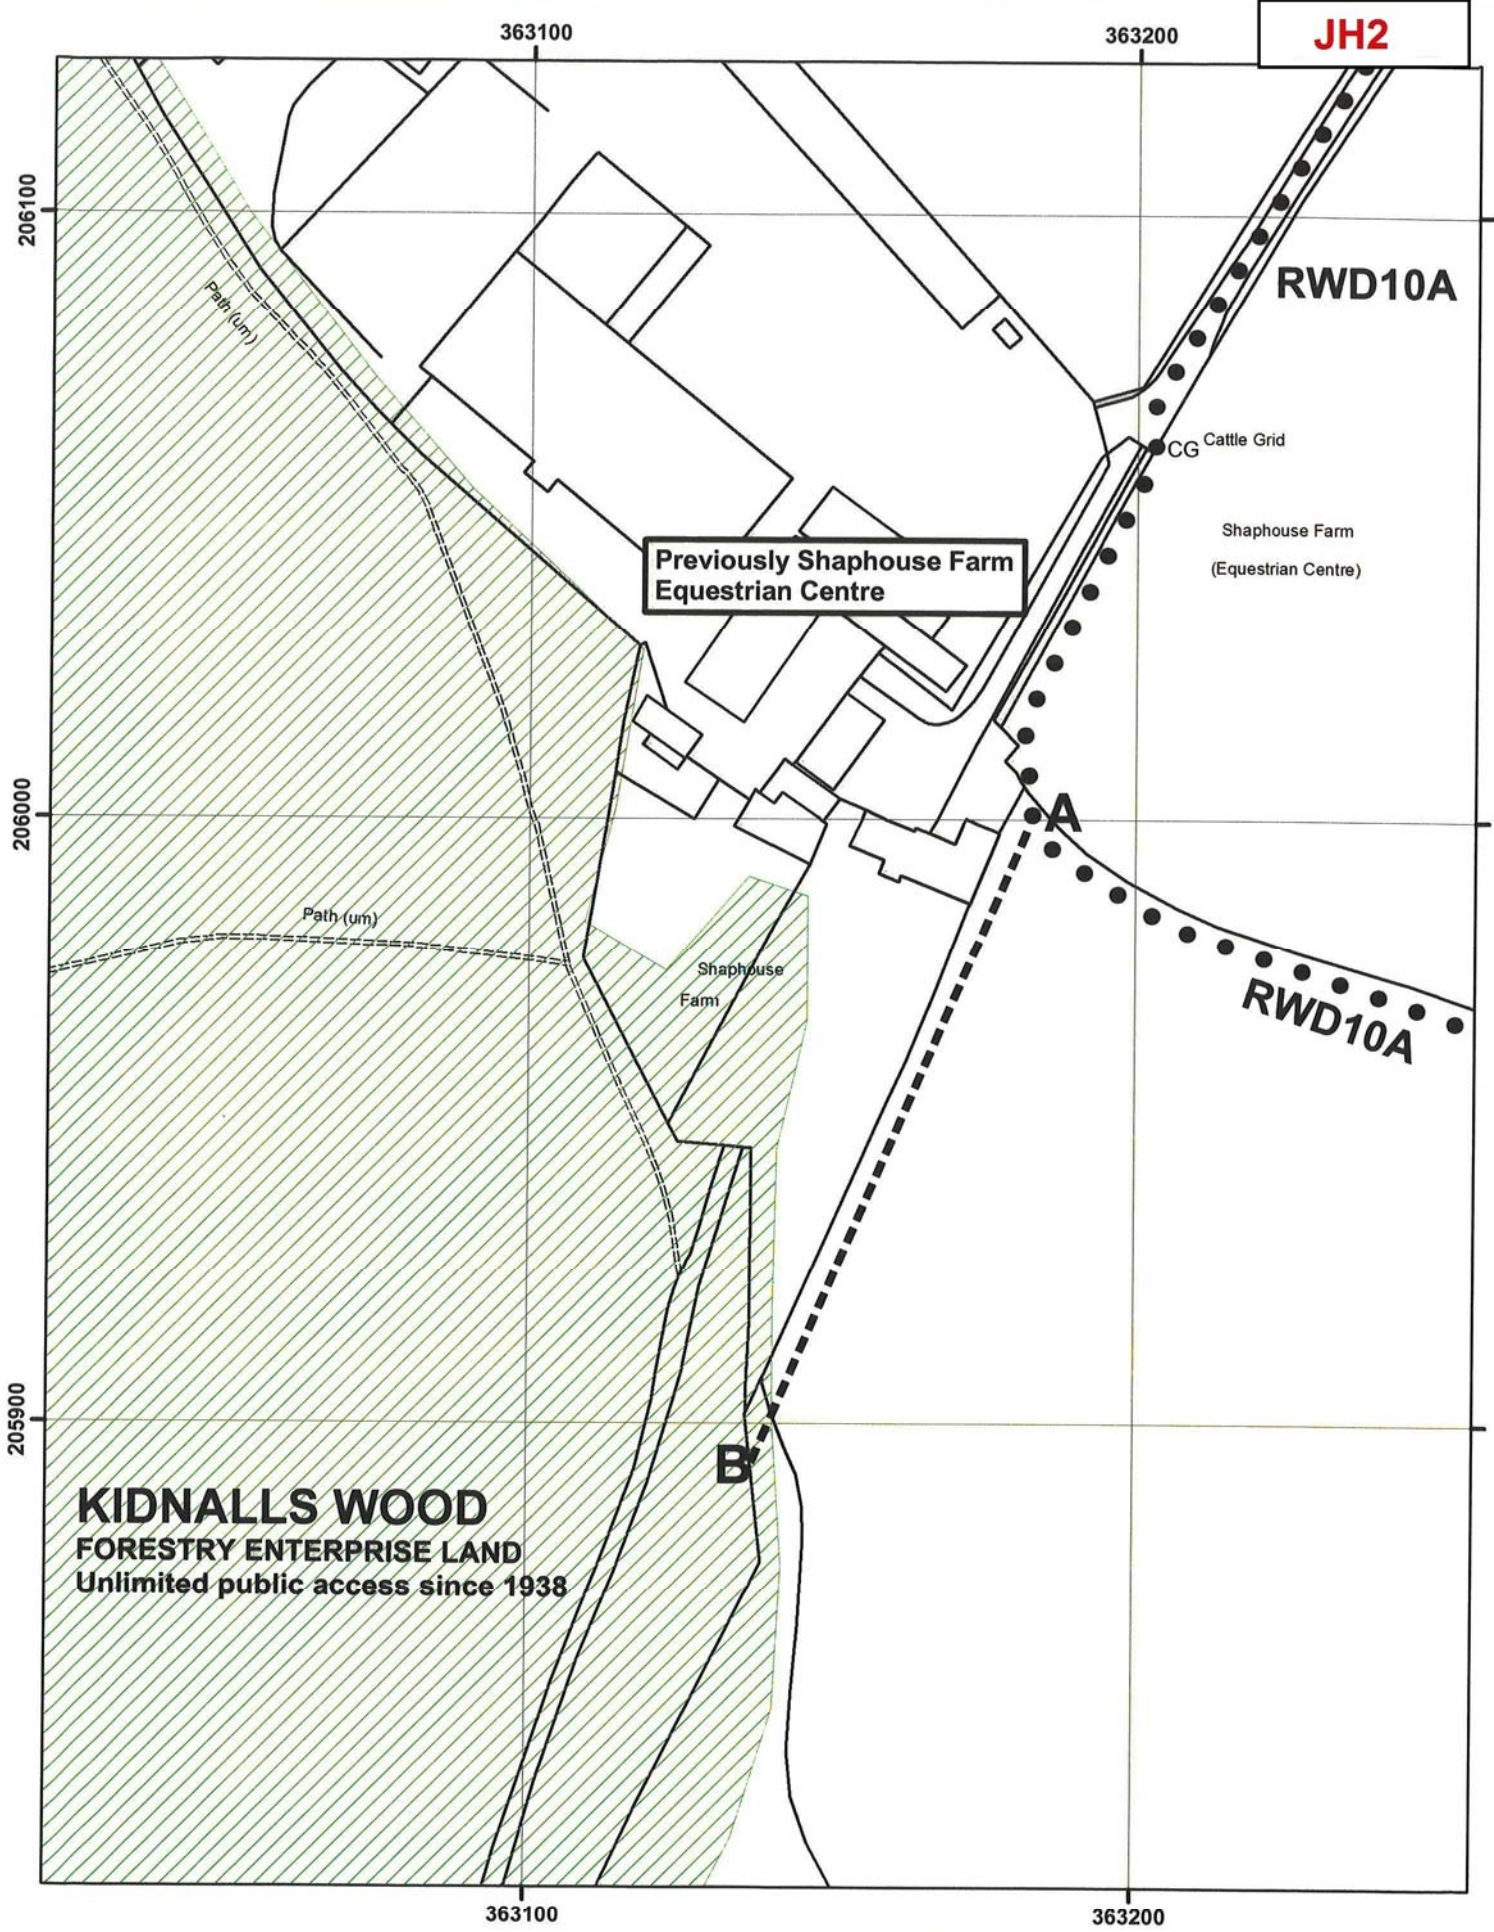 363100
363200
JH2
206100
RWD10A
Path (um)
CG
Cattle Grid
Shaphouse Farm
(Equestrian Centre)
Previously Shaphouse Farm
Equestrian Centre
206000
A
Path (um)
Shaphouse
Farm
RWD10A
205900
B
KIDNALLS WOOD
FORESTRY ENTERPRISE LAND
Unlimited public access since 1938
363100
363200